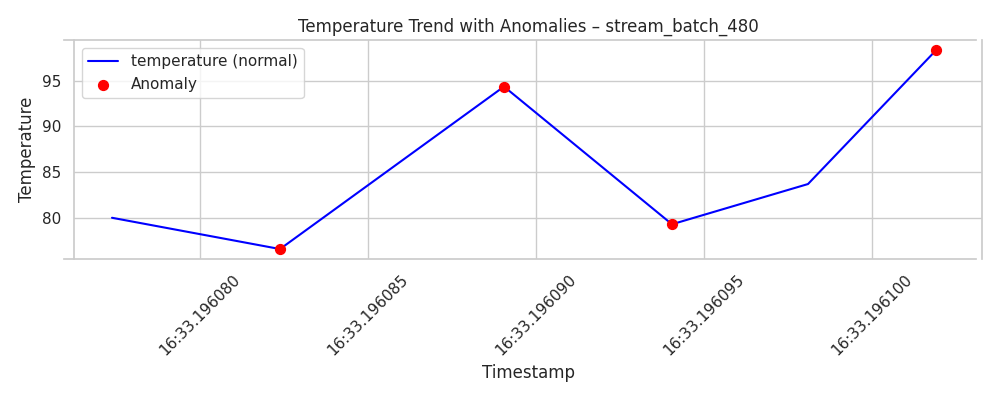 Temperature Trend with Anomalies – stream_batch_480
temperature (normal)
Anomaly
Temperature
95
90
85
80
16:33.196080
16:33.196085
16:33.196090
16:33.196095
16:33.196100
Timestamp